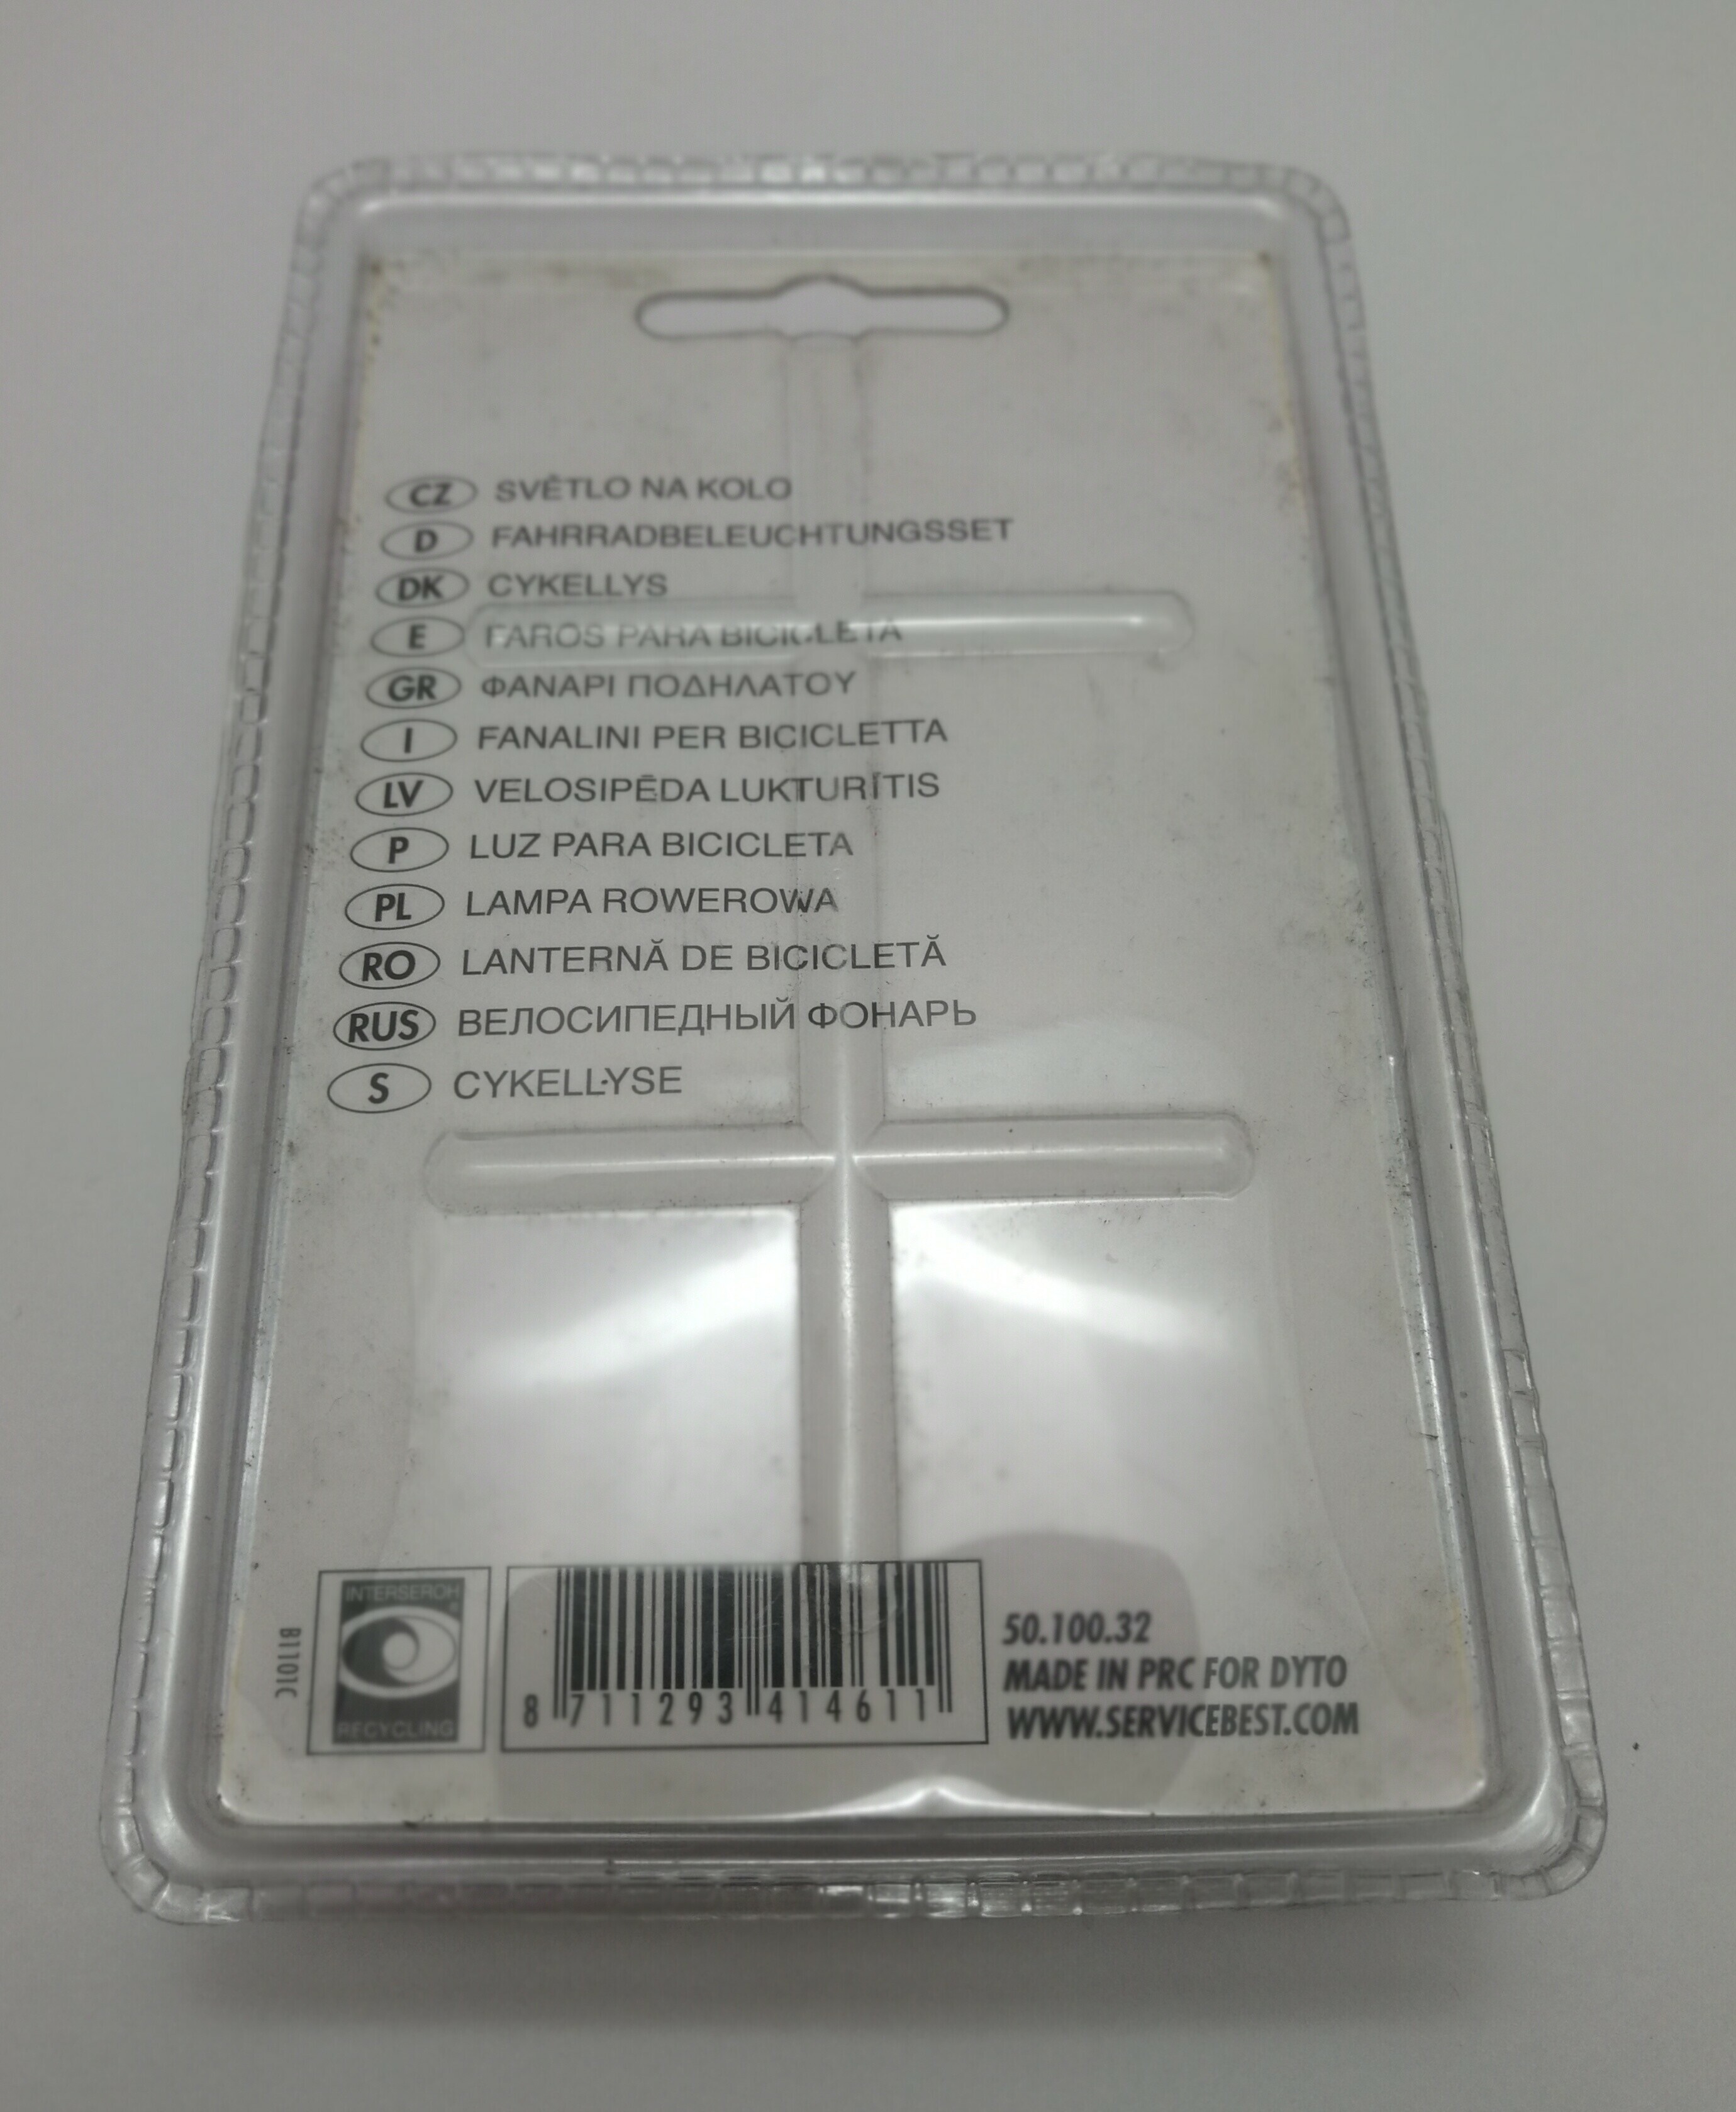 CZ SVĚTLO NA KOLO
D FAHRRADBELEUCHTUNGSSET
DK CYKELLYS
E FAROS PARA BICICLETA
GR ΦΑΝΑΡΙ ΠΟΔΗΛΑΤΟΥ
I FANALINI PER BICICLETTA
LV VELOSIPĒDA LUKTURĪTIS
P LUZ PARA BICICLETA
PL LAMPA ROWEROWA
RO LANTERNĂ DE BICICLETĂ
RUS ВЕЛОСИПЕДНЫЙ ФОНАРЬ
S CYKELLYSE
B1101C
INTERSEROH
®
RECYCLING
8 711293 414611
50.100.32
MADE IN PRC FOR DYTO
WWW.SERVICEBEST.COM